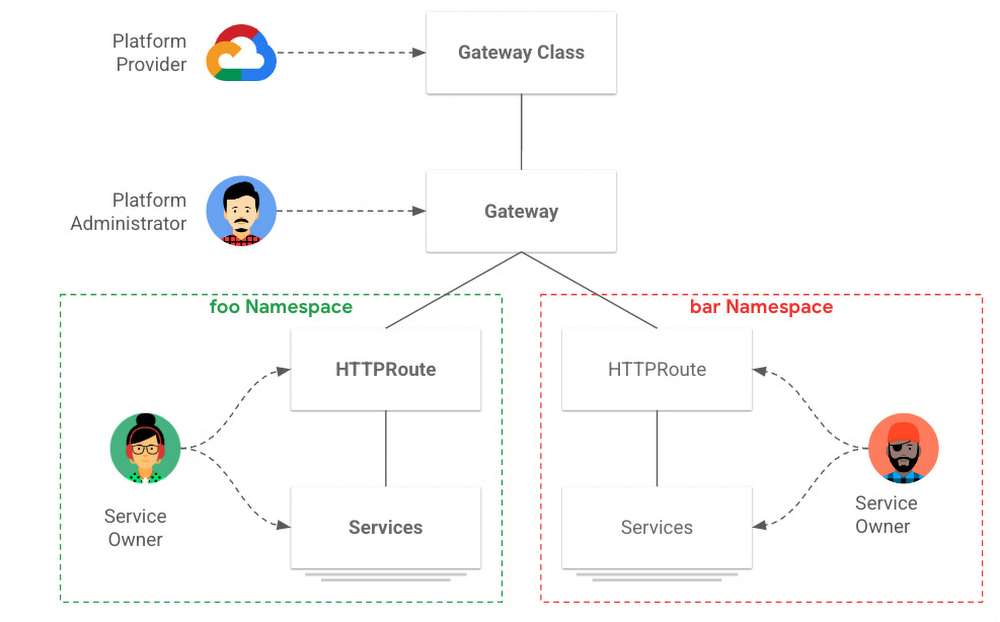 Platform
Provider
Gateway Class
Platform
Administrator
Gateway
foo Namespace
bar Namespace
HTTPRoute
HTTPRoute
Service
Owner
Service
Owner
Services
Services